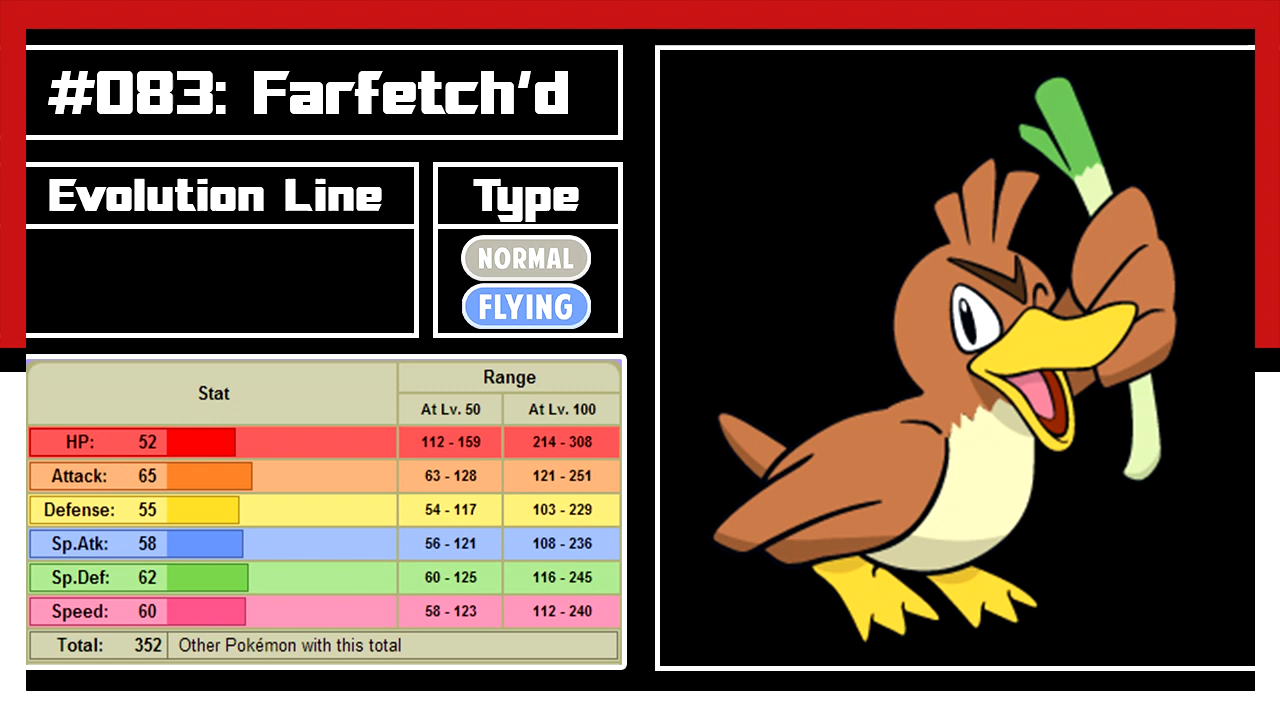 #083: Farfetch'd
Evolution Line
Type
NORMAL
FLYING
Stat
Range
At Lv. 50
At Lv. 100
HP: 52 112 - 159 214 - 308
Attack: 65 63 - 128 121 - 251
Defense: 55 54 - 117 103 - 229
Sp.Atk: 58 56 - 121 108 - 236
Sp.Def: 62 60 - 125 116 - 245
Speed: 60 58 - 123 112 - 240
Total: 352 Other Pokémon with this total